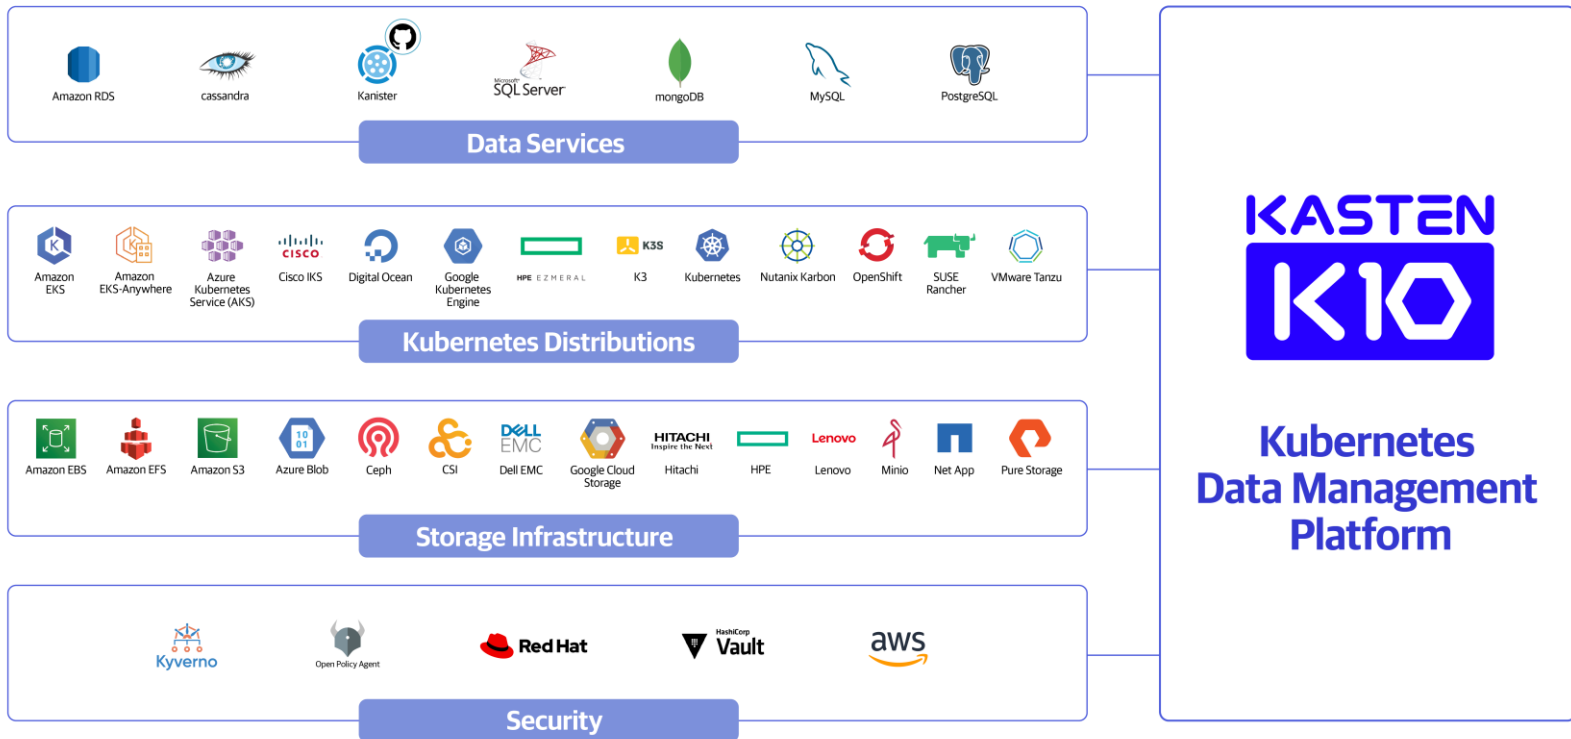 Amazon RDS
cassandra
Kanister
Microsoft®
SQL Server
mongoDB
MySQL
PostgreSQL
Data Services
Amazon
EKS
Amazon
EKS-Anywhere
Azure
Kubernetes
Service (AKS)
CISCO
Cisco IKS
Digital Ocean
Google
Kubernetes
Engine
HPE EZMERAL
K3S
K3
Kubernetes
Nutanix Karbon
OpenShift
SUSE
Rancher
VMware Tanzu
Kubernetes Distributions
Amazon EBS
Amazon EFS
Amazon S3
10
01
Azure Blob
Ceph
CSI
DELL
EMC
Dell EMC
Google Cloud
Storage
HITACHI
Inspire the Next
Hitachi
HPE
Lenovo
Lenovo
Minio
Net App
Pure Storage
Storage Infrastructure
Kyverno
Open Policy Agent
Red Hat
HashiCorp
Vault
aws
Security
KASTEN
K10
Kubernetes
Data Management
Platform